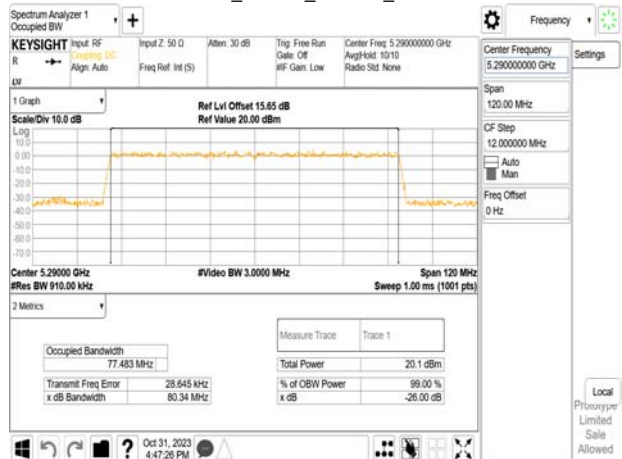 Spectrum Analyzer 1
Occupied BW
Frequency
KEYSIGHT
Input: RF
Coupling: DC
Align: Auto
Input Z: 50 Ω
Freq Ref: Int (S)
Atten: 30 dB
Trig: Free Run
Gate: Off
#IF Gain: Low
Center Freq: 5.290000000 GHz
Avg|Hold: 10/10
Radio Std: None
R
LXI
Center Frequency
5.290000000 GHz
Settings
Span
120.00 MHz
CF Step
12.000000 MHz
Auto
Man
Freq Offset
0 Hz
1 Graph
Scale/Div 10.0 dB
Ref Lvl Offset 15.65 dB
Ref Value 20.00 dBm
Log
10.0
0.00
-10.0
-20.0
-30.0
-40.0
-50.0
-60.0
-70.0
Center 5.29000 GHz
#Res BW 910.00 kHz
#Video BW 3.0000 MHz
Span 120 MHz
Sweep 1.00 ms (1001 pts)
2 Metrics
Measure Trace Trace 1
Occupied Bandwidth
77.483 MHz
Total Power 20.1 dBm
Transmit Freq Error 28.645 kHz
% of OBW Power 99.00 %
x dB Bandwidth 80.34 MHz
x dB -26.00 dB
Local
Prototype
Limited
Sale
Allowed
Oct 31, 2023
4:47:26 PM